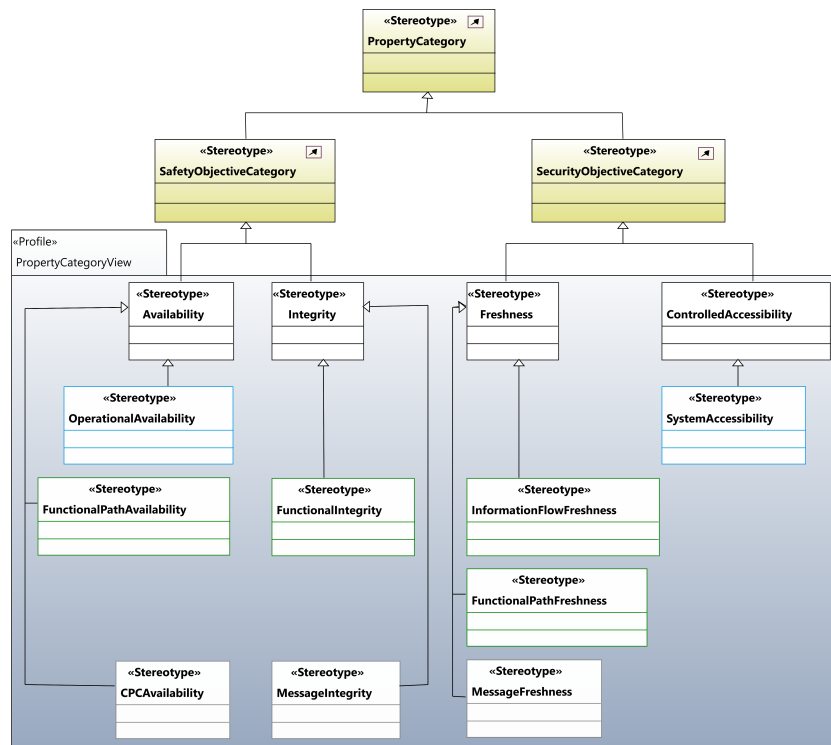 «Stereotype»
PropertyCategory
«Stereotype»
SafetyObjectiveCategory
«Stereotype»
SecurityObjectiveCategory
«Profile»
PropertyCategoryView
«Stereotype»
Availability
«Stereotype»
Integrity
«Stereotype»
Freshness
«Stereotype»
ControlledAccessibility
«Stereotype»
OperationalAvailability
«Stereotype»
SystemAccessibility
«Stereotype»
FunctionalPathAvailability
«Stereotype»
FunctionalIntegrity
«Stereotype»
InformationFlowFreshness
«Stereotype»
FunctionalPathFreshness
«Stereotype»
CPCAvailability
«Stereotype»
MessageIntegrity
«Stereotype»
MessageFreshness